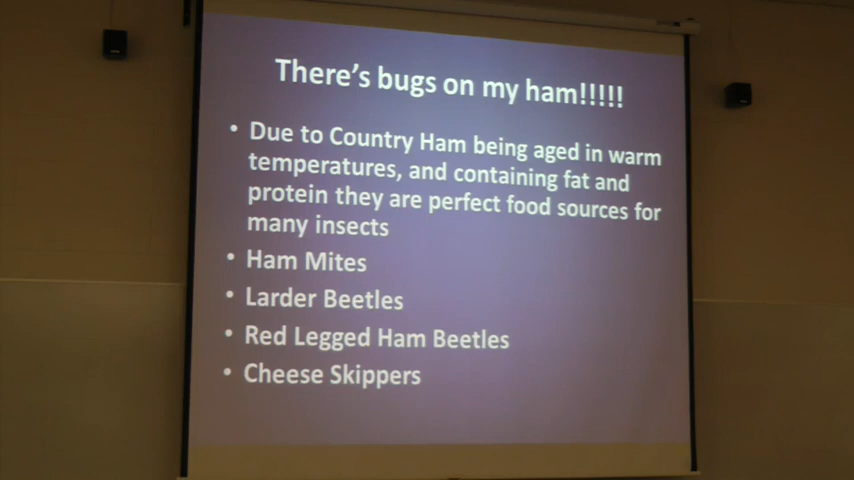 There's bugs on my ham!!!!!
• Due to Country Ham being aged in warm
temperatures, and containing fat and
protein they are perfect food sources for
many insects
• Ham Mites
• Larder Beetles
• Red Legged Ham Beetles
• Cheese Skippers